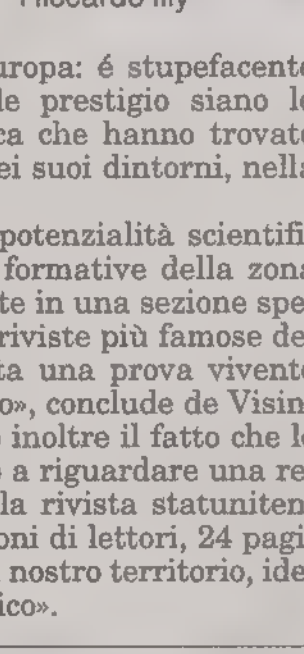 Riccardo Illy
uropa: é stupefacente
le prestigio siano le
ca che hanno trovato
ei suoi dintorni, nella
potenzialità scientifi-
formative della zona
te in una sezione spe-
riviste più famose de
ta una prova vivente
o», conclude de Visin
inoltre il fatto che le
a riguardare una re-
la rivista statuniten-
oni di lettori, 24 pagi-
nostro territorio, ide
ico».